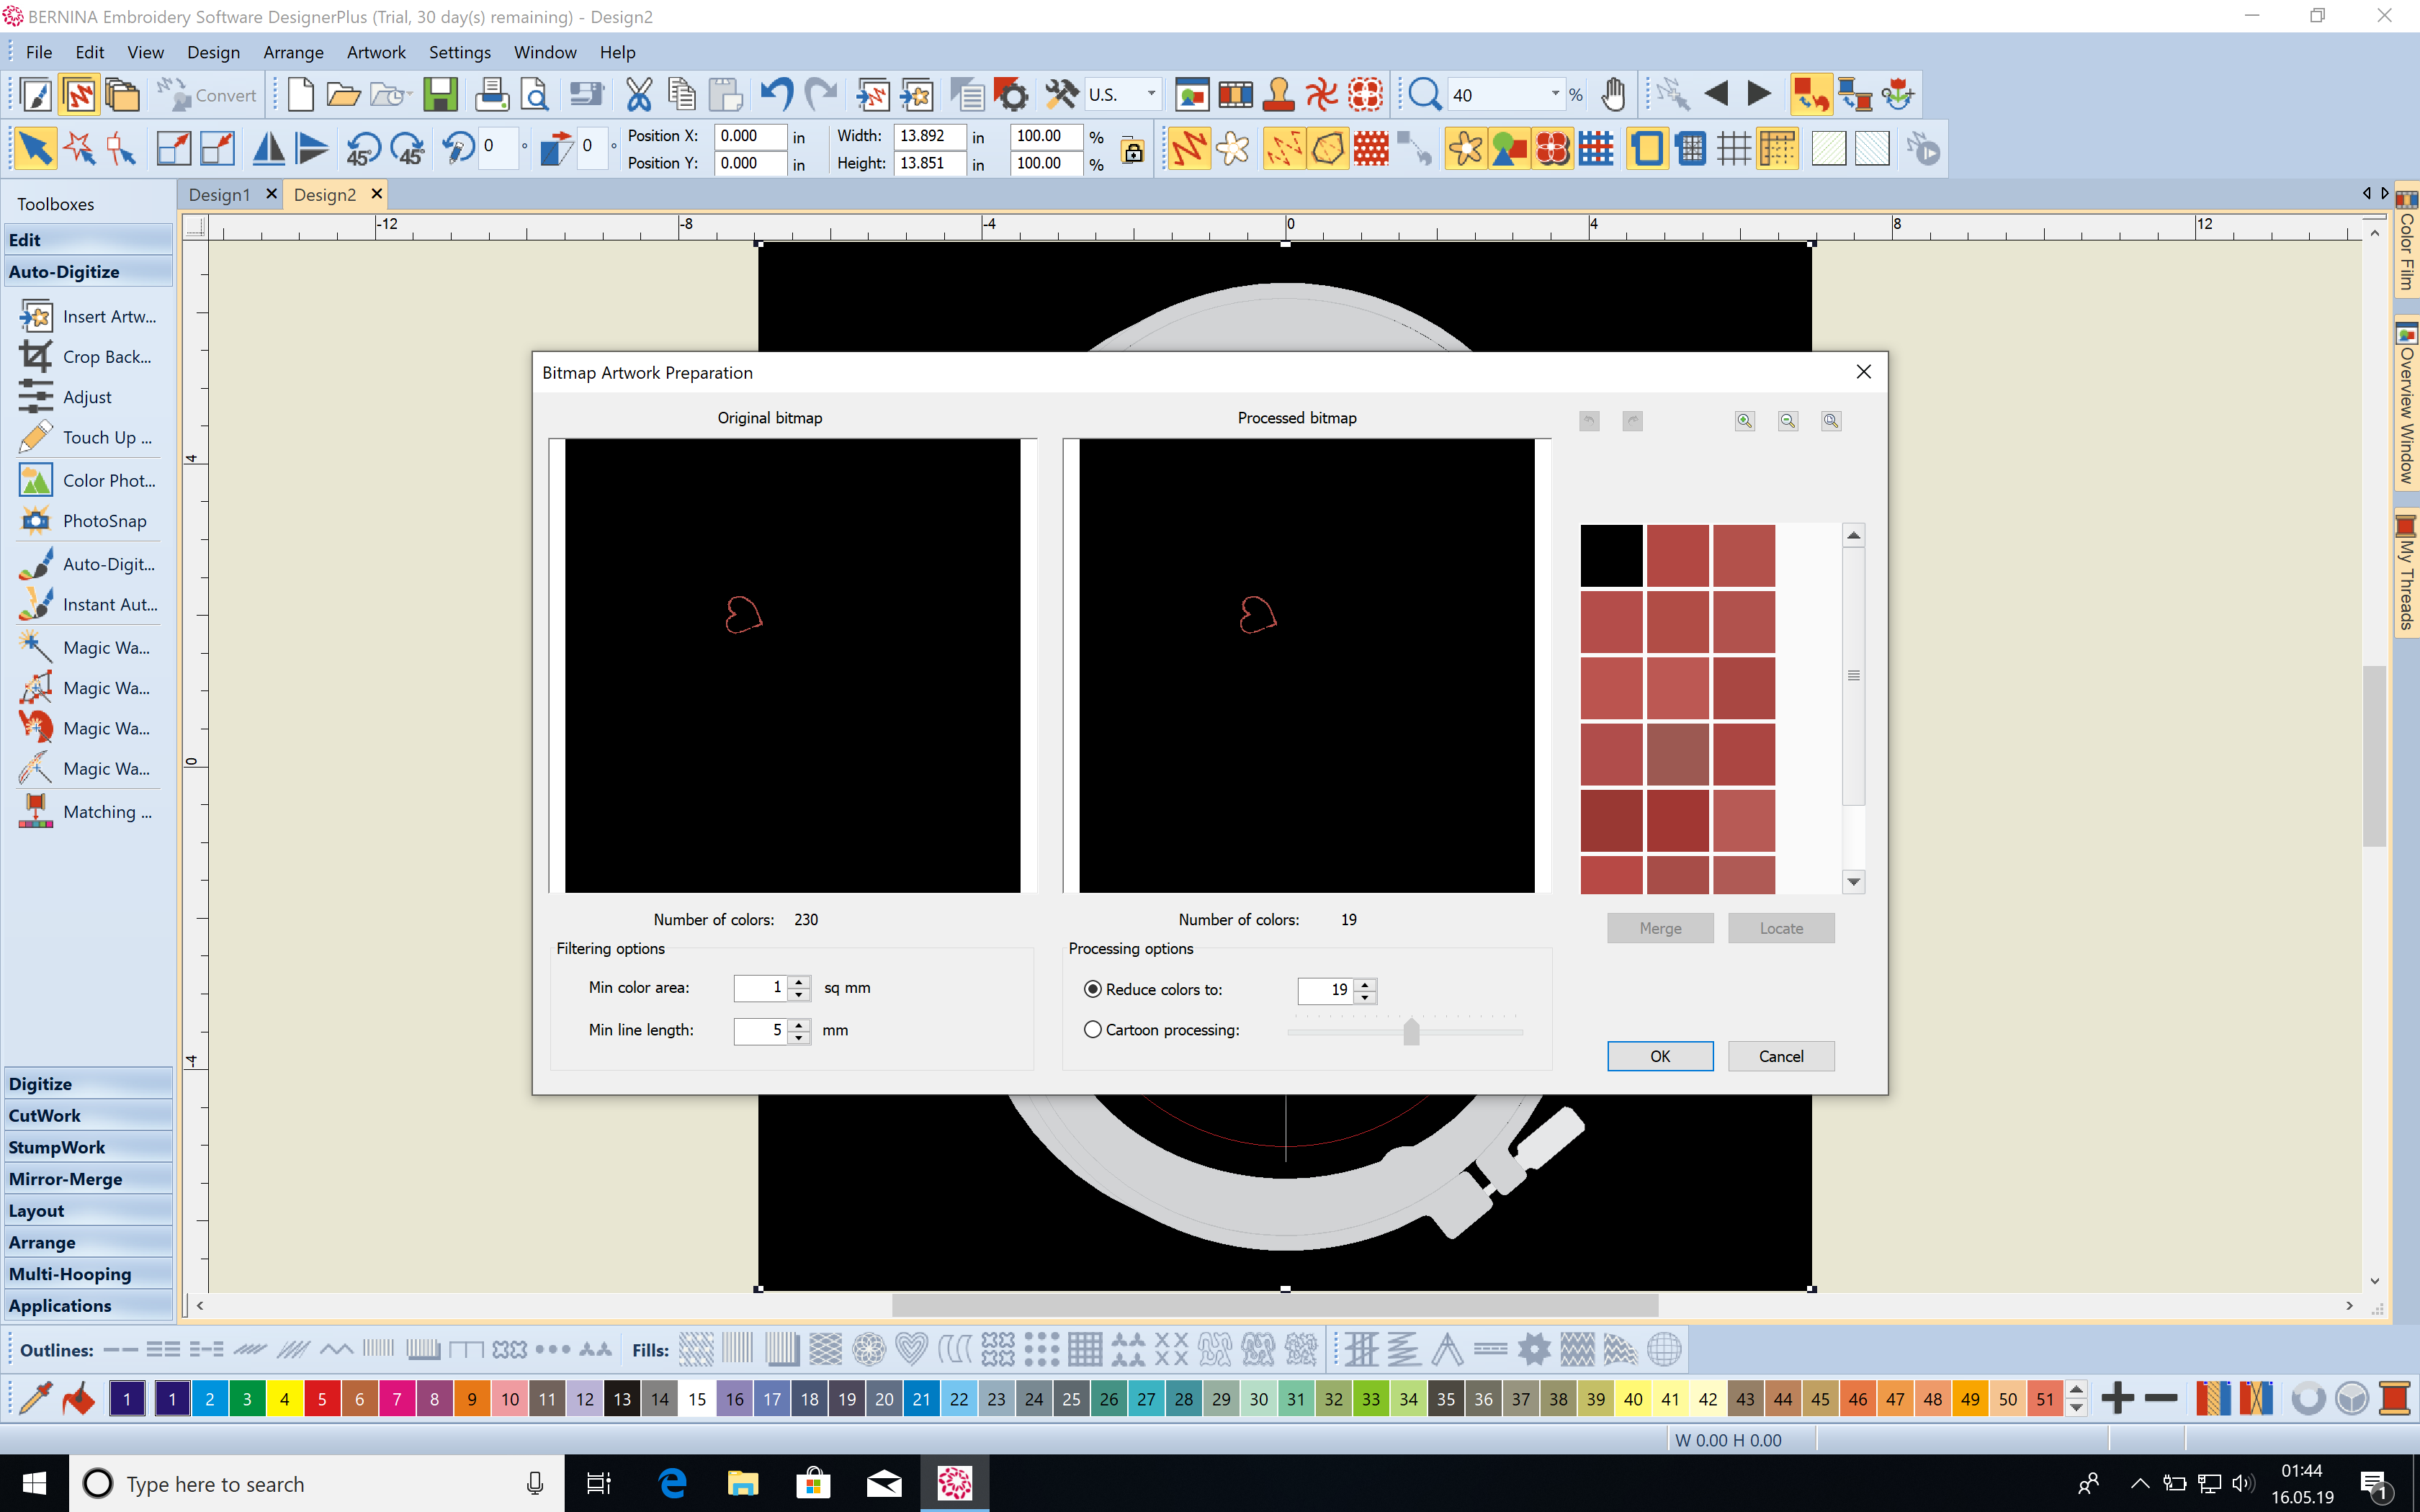 BERNINA Embroidery Software DesignerPlus (Trial, 30 day(s) remaining) - Design2
File Edit View Design Arrange Artwork Settings Window Help
Convert U.S. 40 %
0 ° 0 ° Position X: 0.000 in Width: 13.892 in 100.00 %
Position Y: 0.000 in Height: 13.851 in 100.00 %
45° 45°
Toolboxes
Design1 Design2
Edit
Auto-Digitize
Insert Artw...
Crop Back...
Adjust
Touch Up ...
Color Phot...
PhotoSnap
Auto-Digit...
Instant Aut...
Magic Wa...
Magic Wa...
Magic Wa...
Magic Wa...
Matching ...
Digitize
CutWork
StumpWork
Mirror-Merge
Layout
Arrange
Multi-Hooping
Applications
-12 -8 -4 0 4 8 12
4
0
-4
Bitmap Artwork Preparation
Original bitmap Processed bitmap
Number of colors: 230 Number of colors: 19
Merge Locate
Filtering options Processing options
Min color area: 1 sq mm Reduce colors to: 19
Min line length: 5 mm Cartoon processing:
OK Cancel
Color Film
Overview Window
My Threads
Outlines: Fills:
1 1 2 3 4 5 6 7 8 9 10 11 12 13 14 15 16 17 18 19 20 21 22 23 24 25 26 27 28 29 30 31 32 33 34 35 36 37 38 39 40 41 42 43 44 45 46 47 48 49 50 51
W 0.00 H 0.00
Type here to search
01:44
16.05.19
1